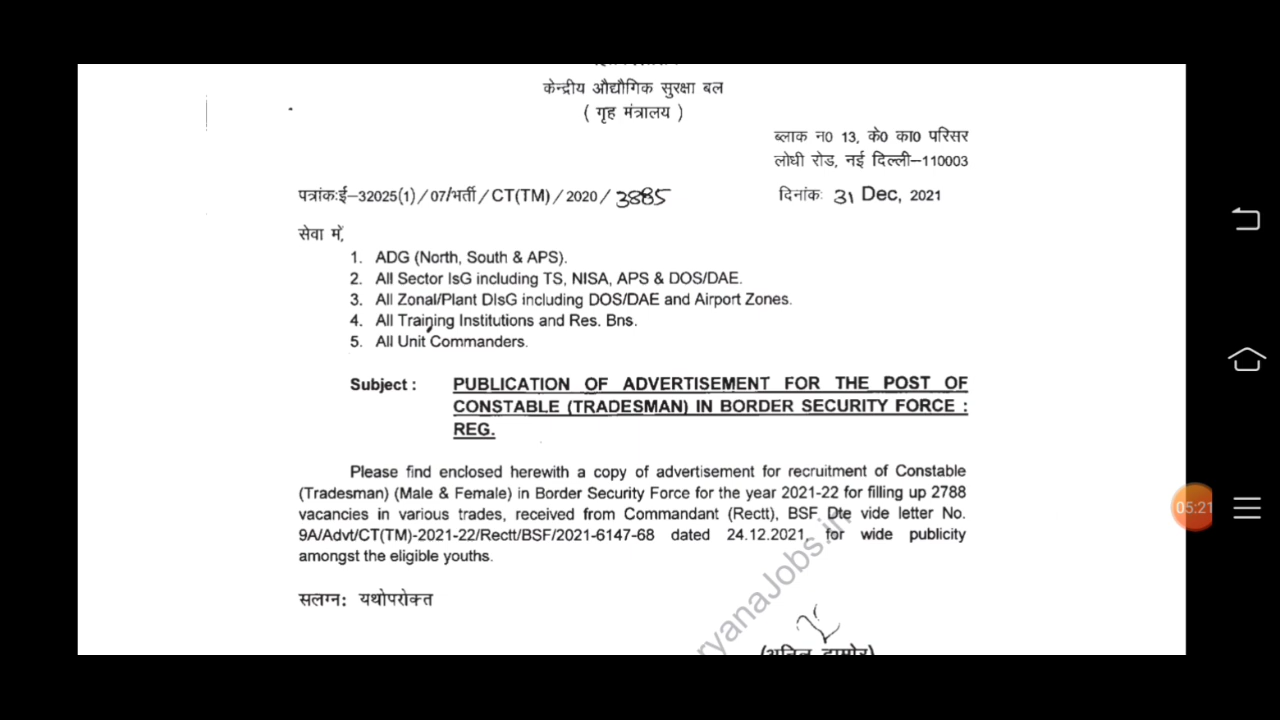 केन्द्रीय औद्यौगिक सुरक्षा बल
( गृह मंत्रालय )
ब्लाक न0 13, के0 का0 परिसर
लोधी रोड, नई दिल्ली–110003
पत्रांक:ई–32025(1) / 07/भर्ती / CT(TM) / 2020 / 3885
दिनांक: 31 Dec, 2021
सेवा में,
1. ADG (North, South & APS).
2. All Sector IsG including TS, NISA, APS & DOS/DAE.
3. All Zonal/Plant DIsG including DOS/DAE and Airport Zones.
4. All Training Institutions and Res. Bns.
5. All Unit Commanders.
Subject : PUBLICATION OF ADVERTISEMENT FOR THE POST OF
CONSTABLE (TRADESMAN) IN BORDER SECURITY FORCE :
REG.
Please find enclosed herewith a copy of advertisement for recruitment of Constable
(Tradesman) (Male & Female) in Border Security Force for the year 2021-22 for filling up 2788
vacancies in various trades, received from Commandant (Rectt), BSF Dte vide letter No.
9A/Advt/CT(TM)-2021-22/Rectt/BSF/2021-6147-68 dated 24.12.2021, for wide publicity
amongst the eligible youths.
सलग्न: यथोपरोक्त
ryanaJobs.in
05:21